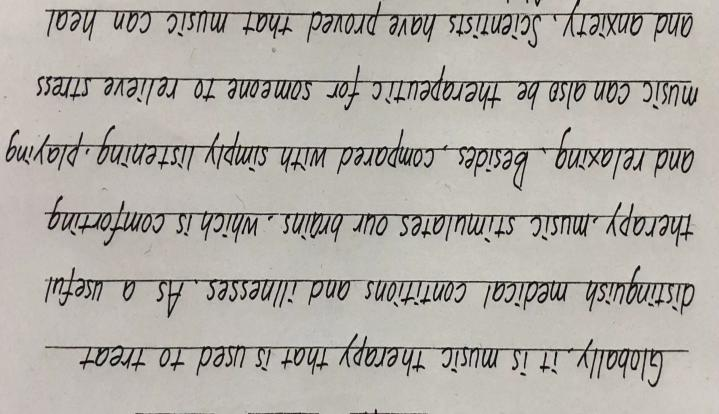 Globally, it is music therapy that is used to treat
distinguish medical contitions and illnesses. As a useful
therapy, music stimulates our brains, which is comforting
and relaxing. Besides, compared with simply listening, playing
music can also be therapeutic for someone to relieve stress
and anxiety. Scientists have proved that music can heal